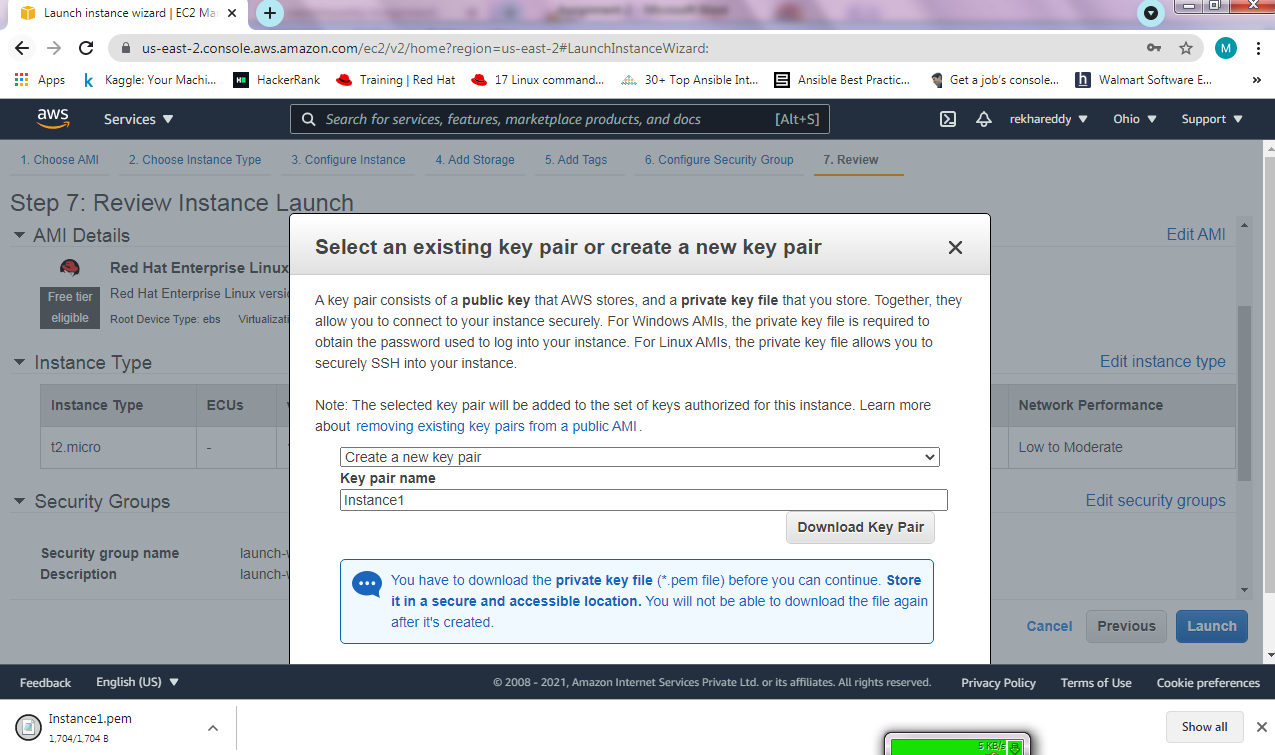 Launch instance wizard | EC2 Ma
us-east-2.console.aws.amazon.com/ec2/v2/home?region=us-east-2#LaunchInstanceWizard:
M
Apps
Kaggle: Your Machi...
HackerRank
Training | Red Hat
17 Linux command...
30+ Top Ansible Int...
Ansible Best Practic...
Get a job's console...
Walmart Software E...
»
aws
Services
Search for services, features, marketplace products, and docs
[Alt+S]
rekhareddy
Ohio
Support
1. Choose AMI
2. Choose Instance Type
3. Configure Instance
4. Add Storage
5. Add Tags
6. Configure Security Group
7. Review
Step 7: Review Instance Launch
AMI Details
Edit AMI
Red Hat Enterprise Linux
Free tier
eligible
Red Hat Enterprise Linux versi
Root Device Type: ebs
Virtualizati
Instance Type
Edit instance type
Instance Type
ECUs
Network Performance
t2.micro
-
Low to Moderate
Security Groups
Edit security groups
Security group name
launch-w
Description
launch-w
Select an existing key pair or create a new key pair
A key pair consists of a public key that AWS stores, and a private key file that you store. Together, they
allow you to connect to your instance securely. For Windows AMIs, the private key file is required to
obtain the password used to log into your instance. For Linux AMIs, the private key file allows you to
securely SSH into your instance.
Note: The selected key pair will be added to the set of keys authorized for this instance. Learn more
about removing existing key pairs from a public AMI.
Create a new key pair
Key pair name
Instance1
Download Key Pair
You have to download the private key file (*.pem file) before you can continue. Store
it in a secure and accessible location. You will not be able to download the file again
after it's created.
Cancel
Previous
Launch
Feedback
English (US)
© 2008 - 2021, Amazon Internet Services Private Ltd. or its affiliates. All rights reserved.
Privacy Policy
Terms of Use
Cookie preferences
Instance1.pem
1,704/1,704 B
Show all
5 KB/s